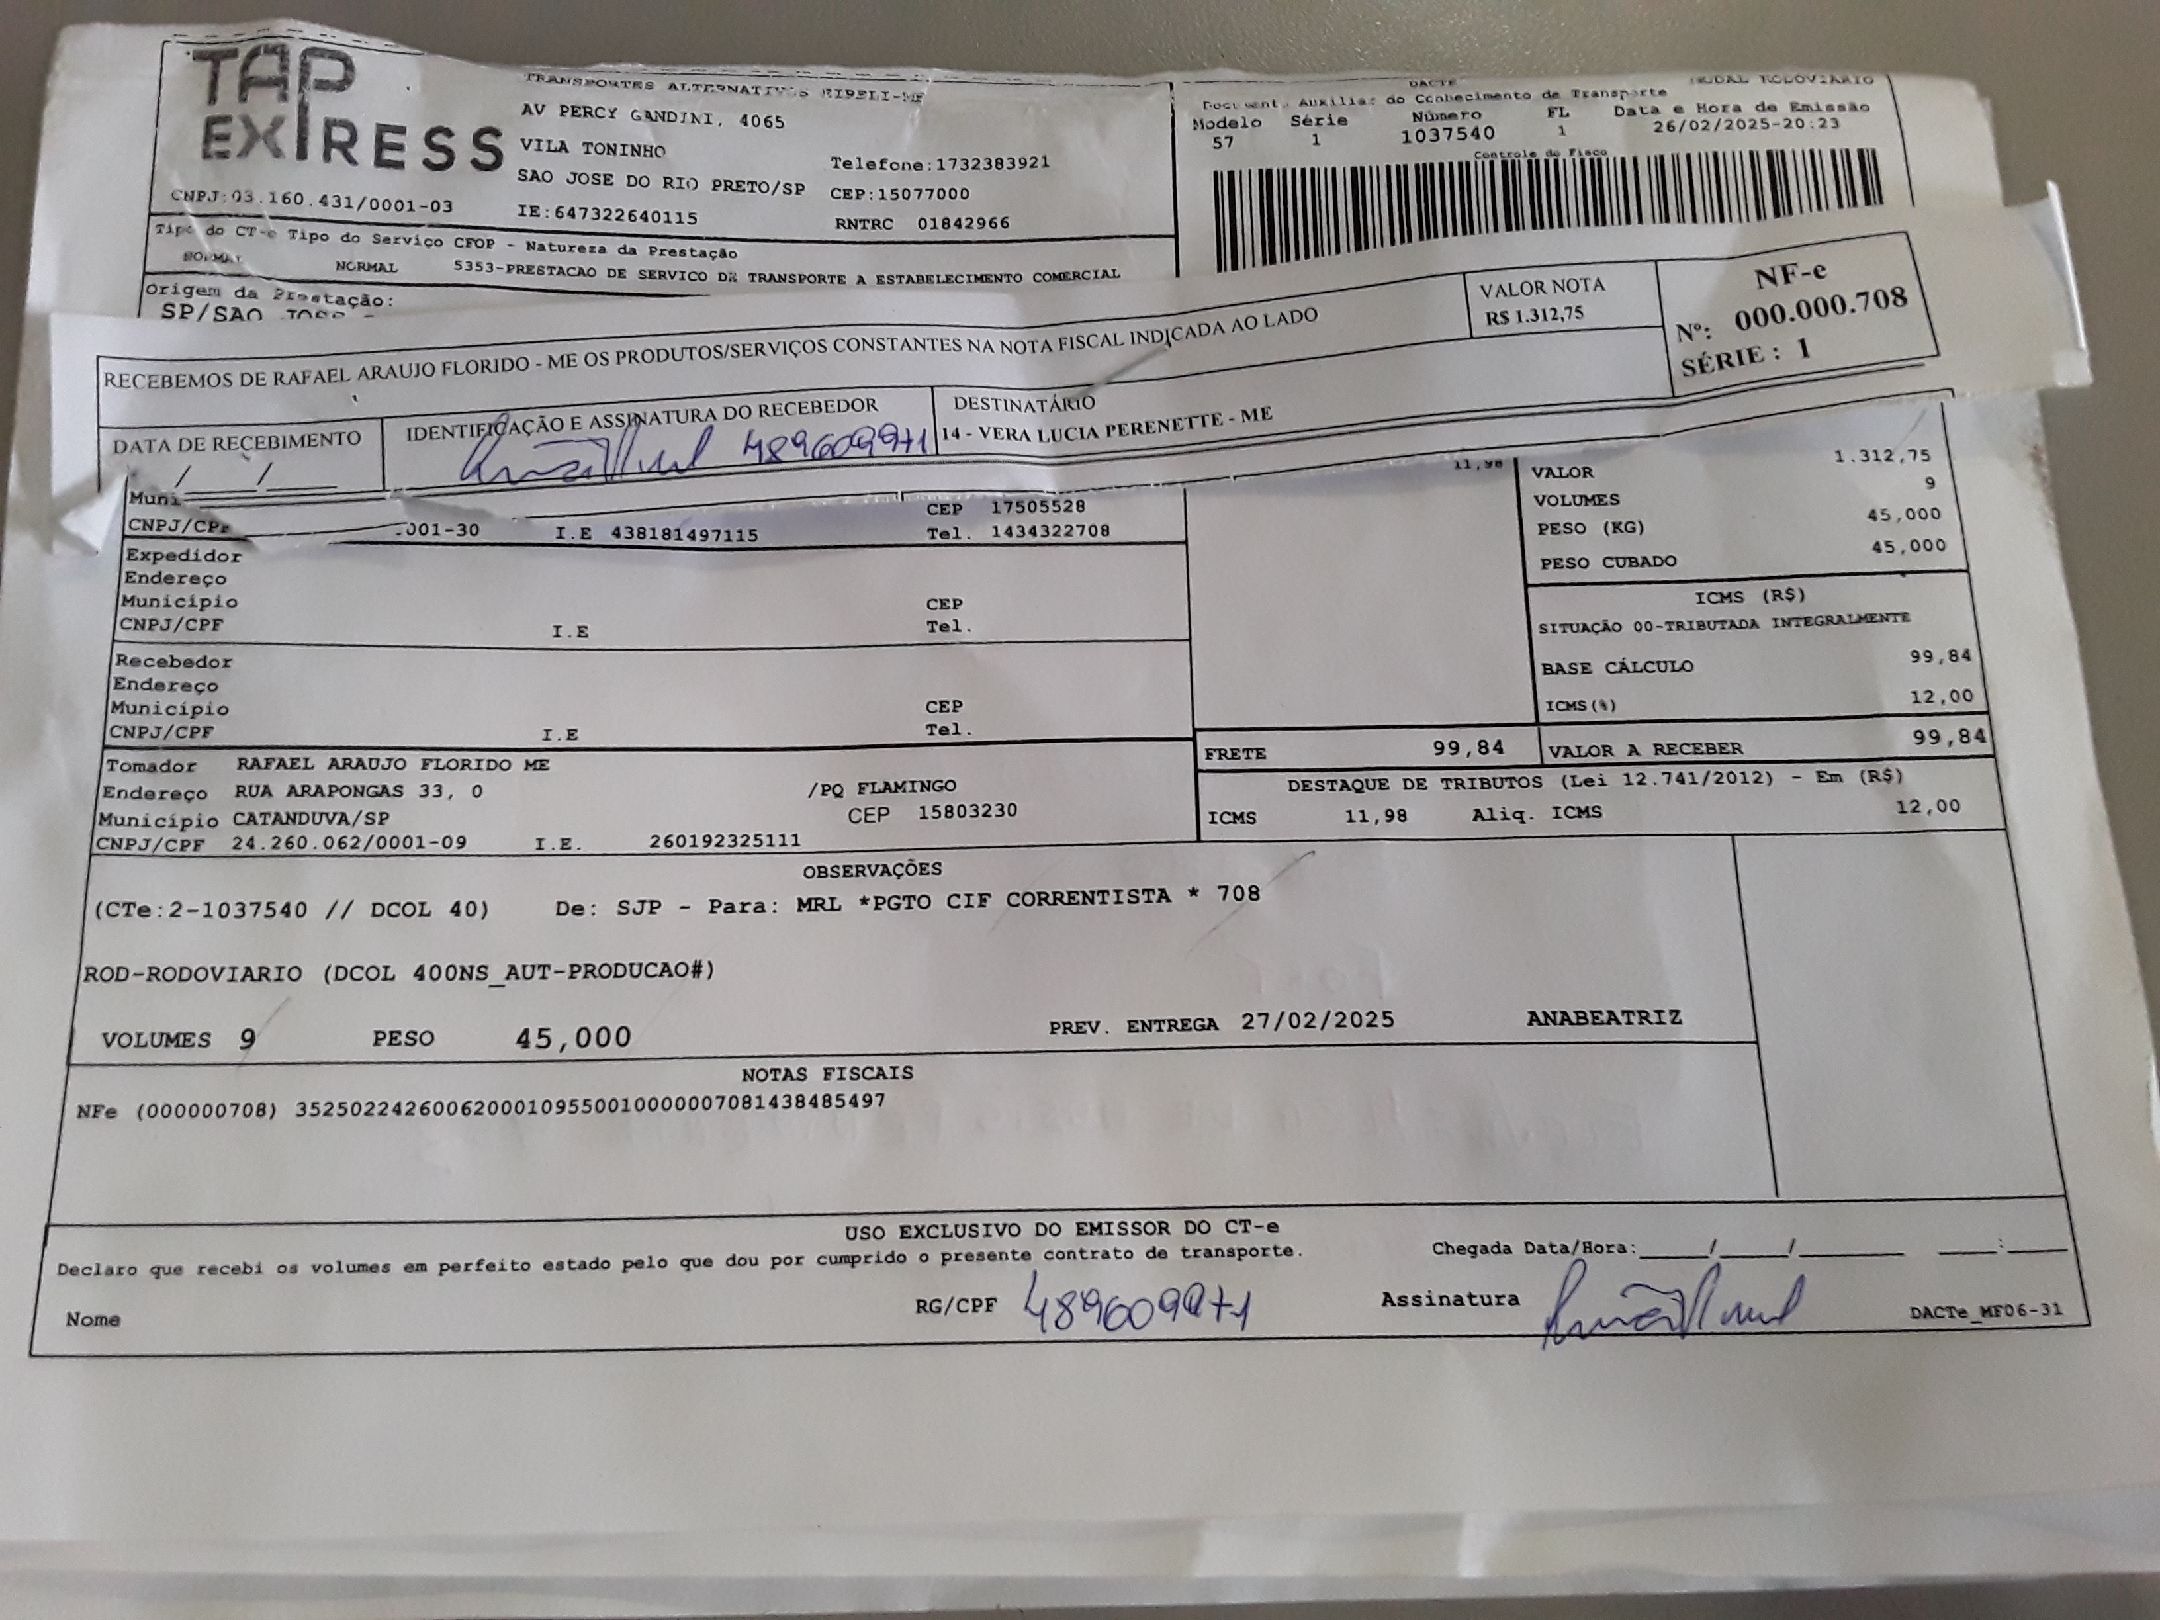 TAP
EXPRESS
CNPJ:03.160.431/0001-03
TRANSPORTES ALTERNATIVOS EIRELI-ME
AV PERCY GANDINI, 4065
VILA TONINHO
SAO JOSE DO RIO PRETO/SP
IE:647322640115
Telefone:1732383921
CEP:15077000
RNTRC 01842966
DACTE MODAL RODOVIARIO
Documento Auxiliar do Conhecimento de Transporte
Modelo Série Número FL Data e Hora de Emissão
57 1 1037540 1 26/02/2025-20:23
Controle do Fisco
Tipo do CT-e Tipo do Serviço CFOP - Natureza da Prestação
NORMAL NORMAL 5353-PRESTACAO DE SERVICO DE TRANSPORTE A ESTABELECIMENTO COMERCIAL
Origem da Prestação:
SP/SAO JOSE
RECEBEMOS DE RAFAEL ARAUJO FLORIDO - ME OS PRODUTOS/SERVIÇOS CONSTANTES NA NOTA FISCAL INDICADA AO LADO
VALOR NOTA
R$ 1.312,75
NF-e
Nº: 000.000.708
SÉRIE : 1
DATA DE RECEBIMENTO
___/___/___
IDENTIFICAÇÃO E ASSINATURA DO RECEBEDOR
DESTINATÁRIO
14 - VERA LUCIA PERENETTE - ME
Muni
CEP 17505528
CNPJ/CPF 001-30 I.E 438181497115 Tel. 1434322708
Expedidor
Endereço
Município CEP
CNPJ/CPF I.E Tel.
Recebedor
Endereço
Município CEP
CNPJ/CPF I.E Tel.
Tomador RAFAEL ARAUJO FLORIDO ME
Endereço RUA ARAPONGAS 33, 0 /PQ FLAMINGO
Município CATANDUVA/SP CEP 15803230
CNPJ/CPF 24.260.062/0001-09 I.E. 260192325111
11,98
VALOR 1.312,75
VOLUMES 9
PESO (KG) 45,000
PESO CUBADO 45,000
ICMS (R$)
SITUAÇÃO 00-TRIBUTADA INTEGRALMENTE
BASE CÁLCULO 99,84
ICMS(%) 12,00
FRETE 99,84 VALOR A RECEBER 99,84
DESTAQUE DE TRIBUTOS (Lei 12.741/2012) - Em (R$)
ICMS 11,98 Aliq. ICMS 12,00
OBSERVAÇÕES
(CTe:2-1037540 // DCOL 40) De: SJP - Para: MRL *PGTO CIF CORRENTISTA * 708
ROD-RODOVIARIO (DCOL 400NS_AUT-PRODUCAO#)
VOLUMES 9 PESO 45,000 PREV. ENTREGA 27/02/2025 ANABEATRIZ
NOTAS FISCAIS
NFe (000000708) 35250224260062000109550010000007081438485497
USO EXCLUSIVO DO EMISSOR DO CT-e
Declaro que recebi os volumes em perfeito estado pelo que dou por cumprido o presente contrato de transporte.
Chegada Data/Hora:____/____/______ ___:___
Nome RG/CPF Assinatura DACTe_MF06-31